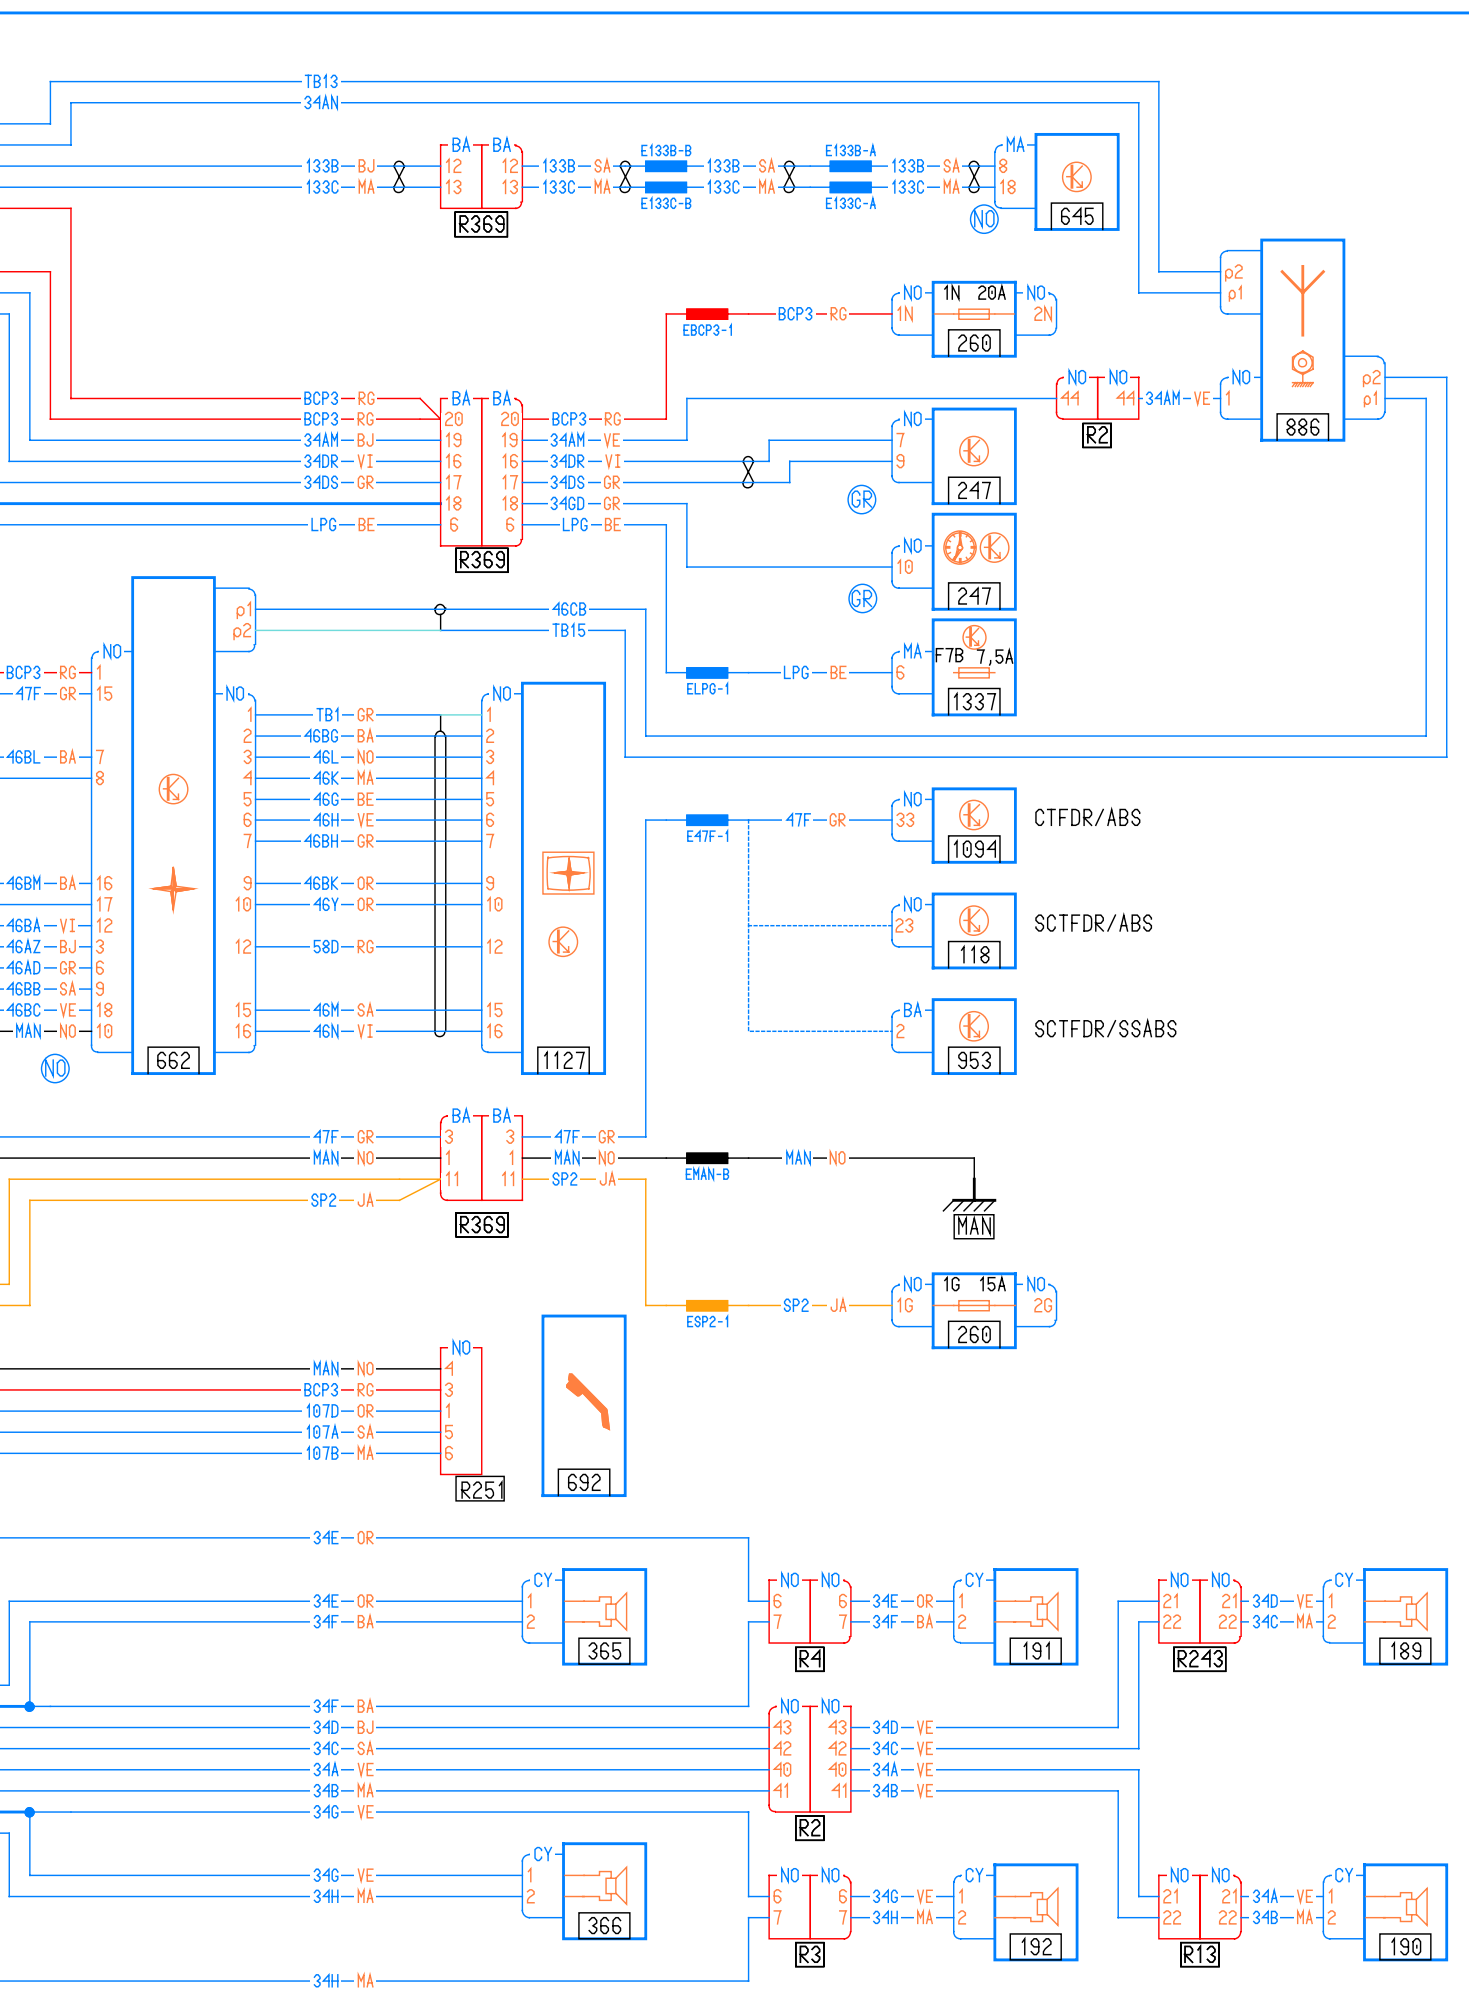 TB13
34AN
BA BA E133B-B E133B-A MA
133B BJ 12 12 133B SA 133B SA 133B SA 8
133C MA 13 13 133C MA 133C MA 133C MA 18
E133C-B E133C-A
R369 NO 645
p2
NO 1N 20A NO p1
EBCP3-1 BCP3 RG 1N 2N
260
NO NO NO p2
BCP3 RG BA BA 44 44 34AM VE 1 p1
BCP3 RG 20 20 BCP3 RG NO R2 886
34AM BJ 19 19 34AM VE 7
34DR VI 16 16 34DR VI 9
34DS GR 17 17 34DS GR 247
18 18 34GD GR GR
LPG BE 6 6 LPG BE
R369 NO
10
GR 247
p1 46CB
p2 TB15
NO MA F7B 7,5A
BCP3 RG 1 ELPG-1 LPG BE 6
47F GR 15 NO NO 1337
1 TB1 GR 1
2 46BG BA 2
46BL BA 7 3 46L NO 3
8 4 46K MA 4
5 46G BE 5 NO
6 46H VE 6 E47F-1 47F GR 33 CTFDR/ABS
7 46BH GR 7 1094
46BM BA 16 9 46BK OR 9
17 10 46Y OR 10 NO
46BA VI 12 23 SCTFDR/ABS
46AZ BJ 3 12 58D RG 12 118
46AD GR 6
46BB SA 9
46BC VE 18 15 46M SA 15 BA
MAN NO 10 16 46N VI 16 2 SCTFDR/SSABS
NO 662 1127 953
BA BA
47F GR 3 3 47F GR
MAN NO 1 1 MAN NO EMAN-B MAN NO
11 11 SP2 JA
SP2 JA
R369 MAN
NO 1G 15A NO
ESP2-1 SP2 JA 1G 2G
260
NO
MAN NO 4
BCP3 RG 3
107D OR 1
107A SA 5
107B MA 6
R251 692
34E OR
CY NO NO CY NO NO CY
34E OR 1 6 6 34E OR 1 21 21 34D VE 1
34F BA 2 7 7 34F BA 2 22 22 34C MA 2
365 R4 191 R243 189
34F BA NO NO
34D BJ 43 43 34D VE
34C SA 42 42 34C VE
34A VE 40 40 34A VE
34B MA 41 41 34B VE
34G VE R2
CY
34G VE 1 NO NO CY NO NO CY
34H MA 2 6 6 34G VE 1 21 21 34A VE 1
7 7 34H MA 2 22 22 34B MA 2
366 R3 192 R13 190
34H MA